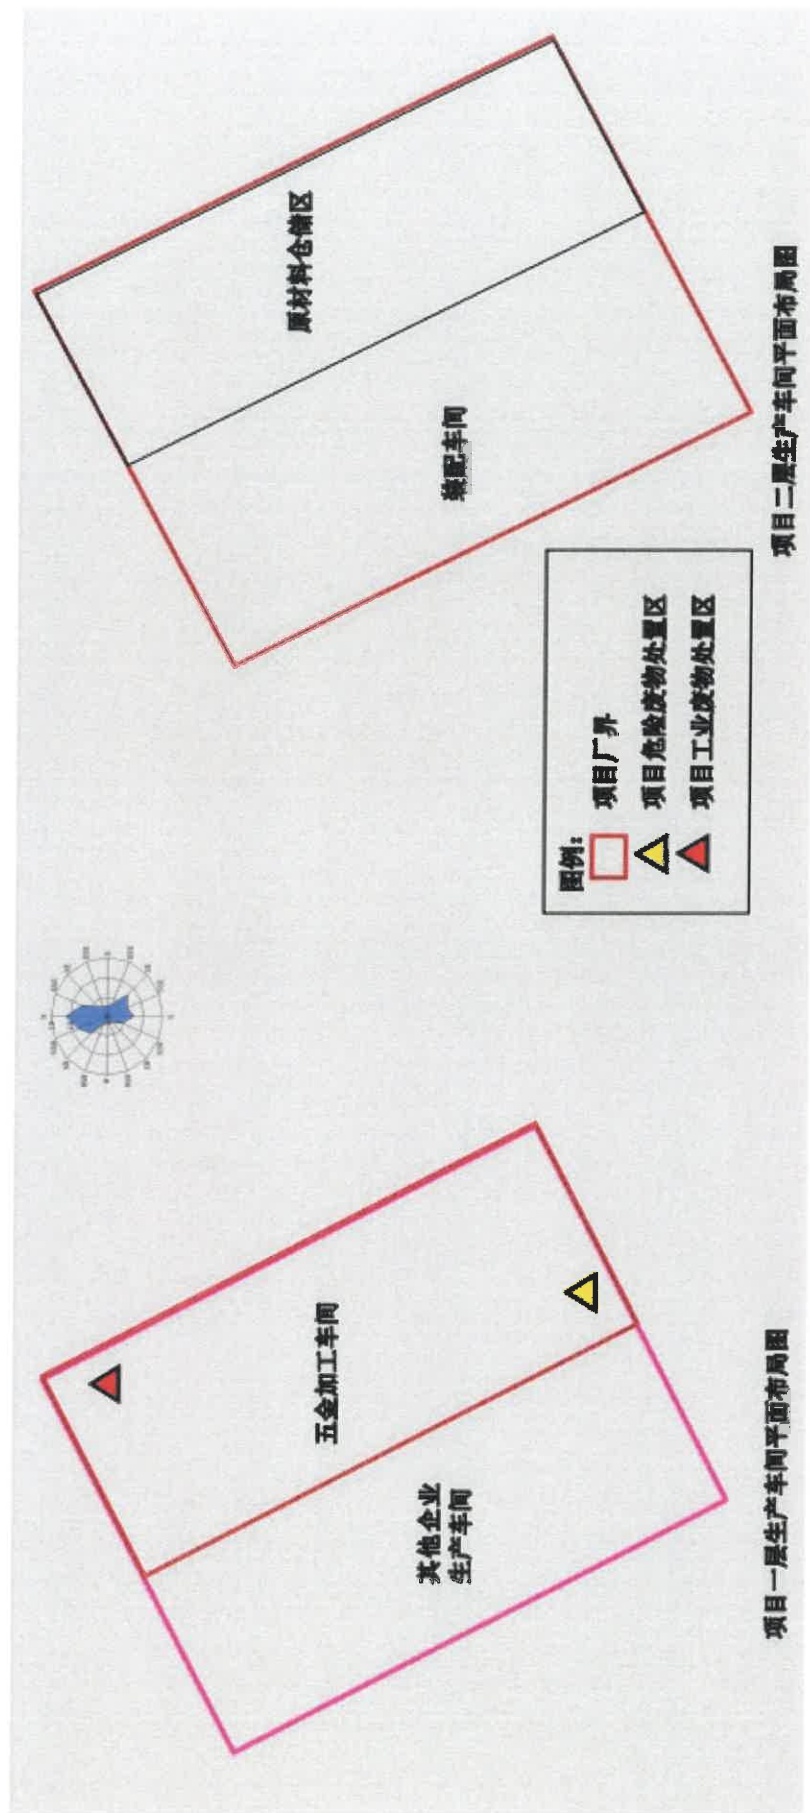 五金加工车间
其他企业
生产车间
项目一层生产车间平面布局图
原材料仓储区
装配车间
图例：
项目厂界
项目危险废物处置区
项目工业废物处置区
项目二层生产车间平面布局图